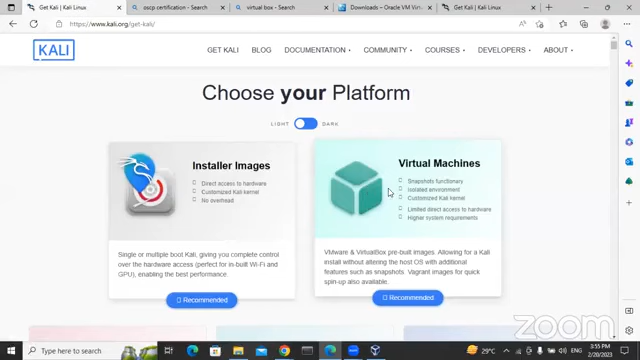 Get Kali | Kali Linux
oscp certification - Search
virtual box - Search
Downloads – Oracle VM Virt
Get Kali | Kali Linux
https://www.kali.org/get-kali/
KALI
GET KALI
BLOG
DOCUMENTATION
COMMUNITY
COURSES
DEVELOPERS
ABOUT
Choose your Platform
LIGHT
DARK
Installer Images
Direct access to hardware
Customized Kali kernel
No overhead
Single or multiple boot Kali, giving you complete control
over the hardware access (perfect for in-built Wi-Fi and
GPU), enabling the best performance.
Recommended
Virtual Machines
Snapshots functionary
Isolated environment
Customized Kali kernel
Limited direct access to hardware
Higher system requirements
VMware & VirtualBox pre-built images. Allowing for a Kali
install without altering the host OS with additional
features such as snapshots. Vagrant images for quick
spin-up also available.
Recommended
zoom
Type here to search
29°C
ENG
3:55 PM
2/20/2023